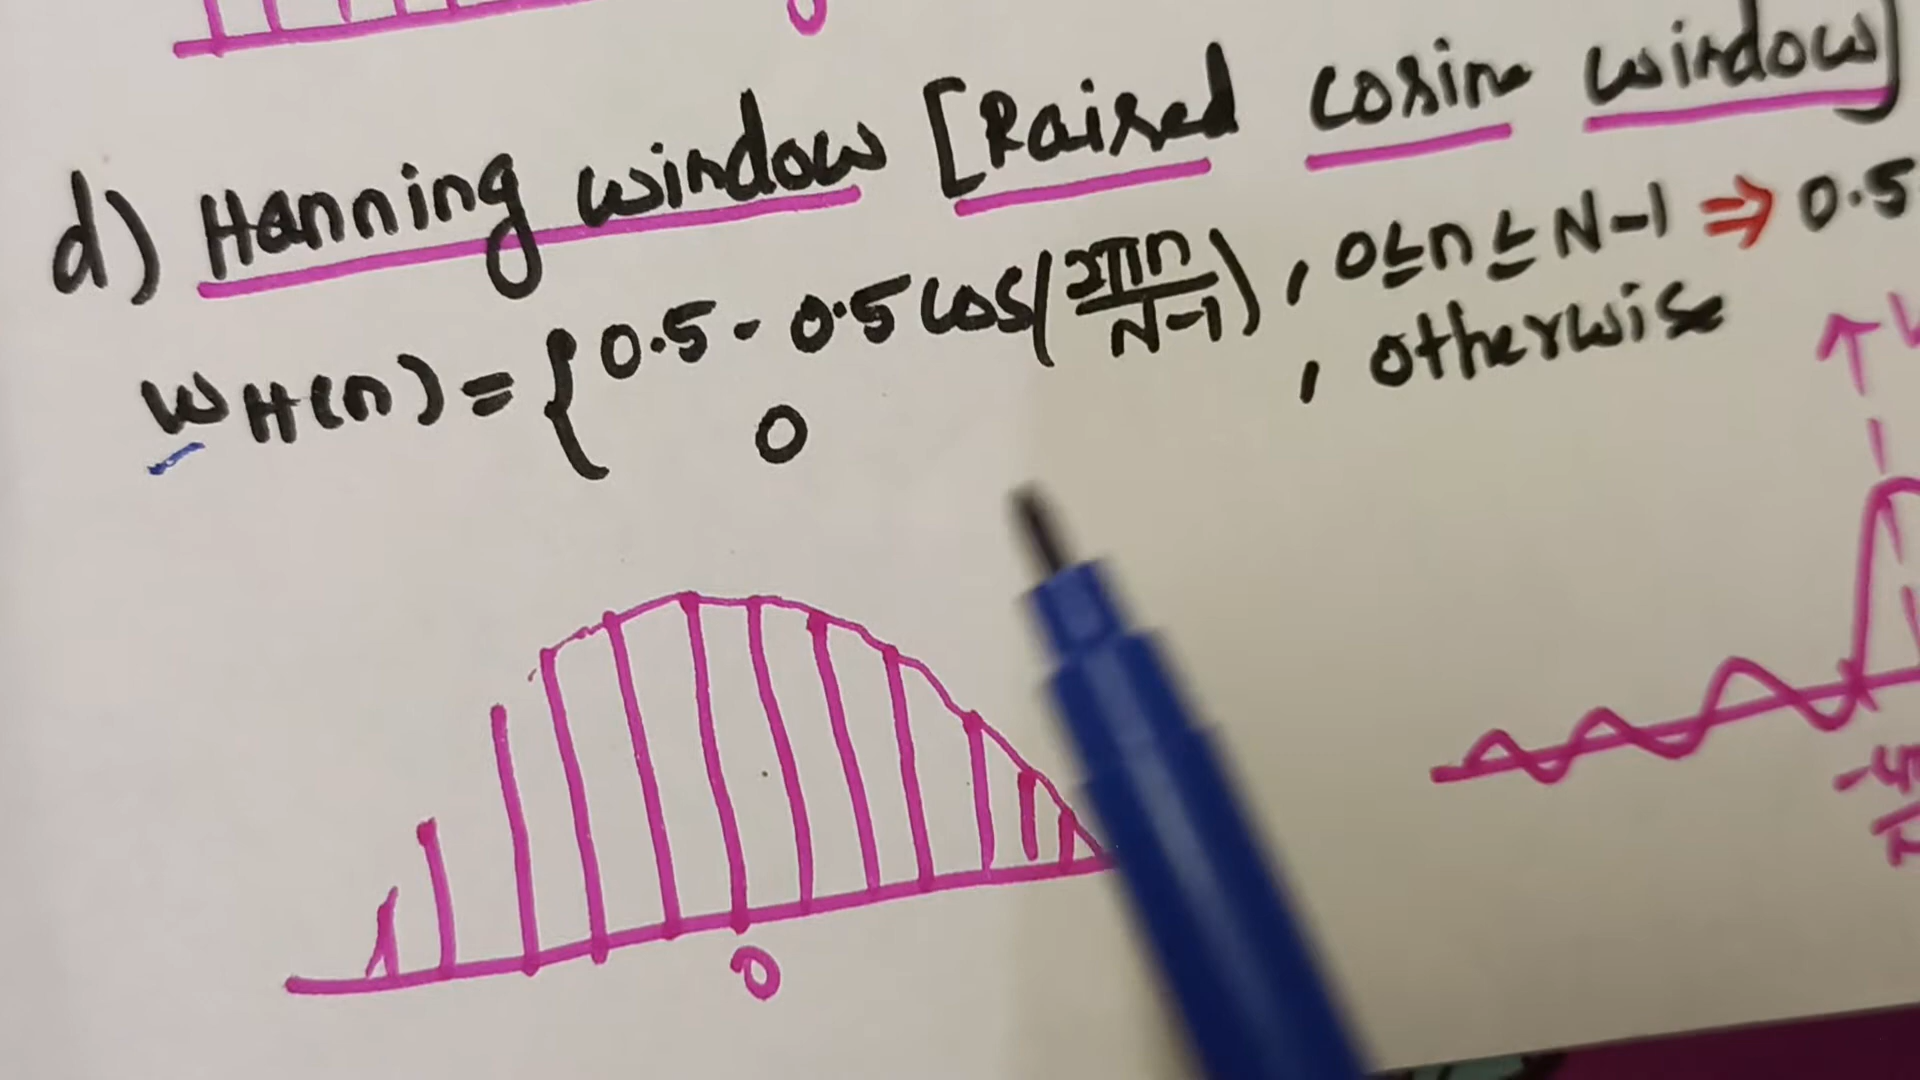 d) Hanning window [Raised cosine window]
w_H(n) = { 0.5 - 0.5 cos(2πn/N-1) , 0≤n≤N-1 ⇒ 0.5
0 , otherwise
0